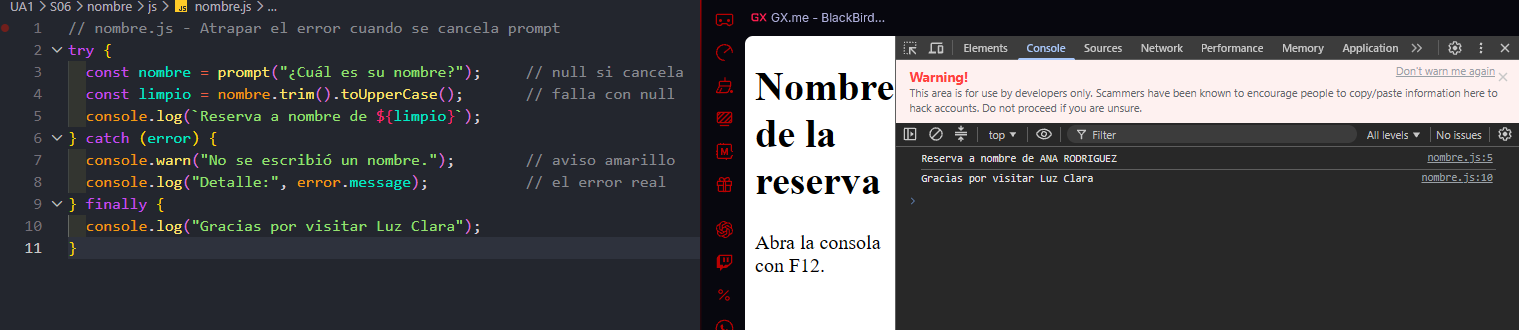 UA1 > S06 > nombre > js > JS nombre.js > ...
1 // nombre.js - Atrapar el error cuando se cancela prompt
2 try {
3 const nombre = prompt("¿Cuál es su nombre?"); // null si cancela
4 const limpio = nombre.trim().toUpperCase(); // falla con null
5 console.log(`Reserva a nombre de ${limpio}`);
6 } catch (error) {
7 console.warn("No se escribió un nombre."); // aviso amarillo
8 console.log("Detalle:", error.message); // el error real
9 } finally {
10 console.log("Gracias por visitar Luz Clara");
11 }
GX GX.me - BlackBird...
Nombre
de la
reserva
Abra la consola
con F12.
Elements Console Sources Network Performance Memory Application
Warning! Don't warn me again
This area is for use by developers only. Scammers have been known to encourage people to copy/paste information here to
hack accounts. Do not proceed if you are unsure.
top Filter All levels No issues
Reserva a nombre de ANA RODRIGUEZ nombre.js:5
Gracias por visitar Luz Clara nombre.js:10